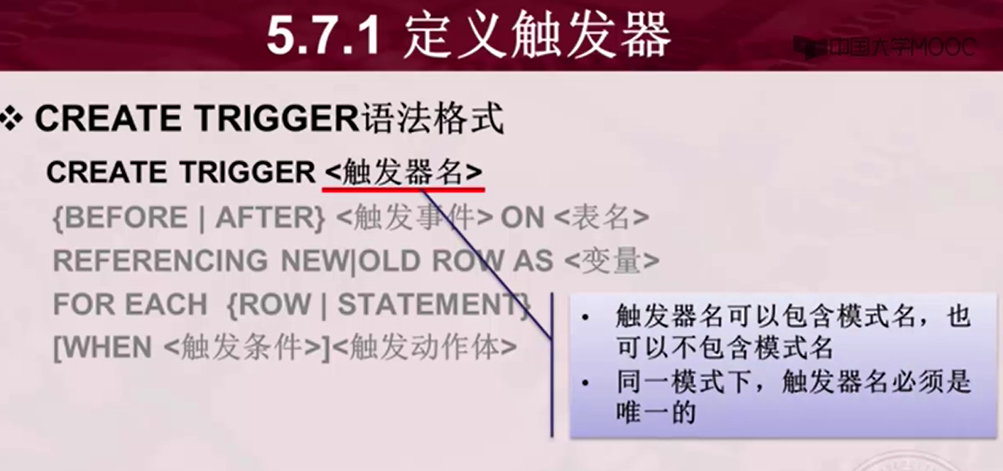 5.7.1 定义触发器
中国大学MOOC
❖ CREATE TRIGGER语法格式
CREATE TRIGGER <触发器名>
{BEFORE | AFTER} <触发事件> ON <表名>
REFERENCING NEW|OLD ROW AS <变量>
FOR EACH {ROW | STATEMENT}
[WHEN <触发条件>]<触发动作体>
• 触发器名可以包含模式名，也
可以不包含模式名
• 同一模式下，触发器名必须是
唯一的